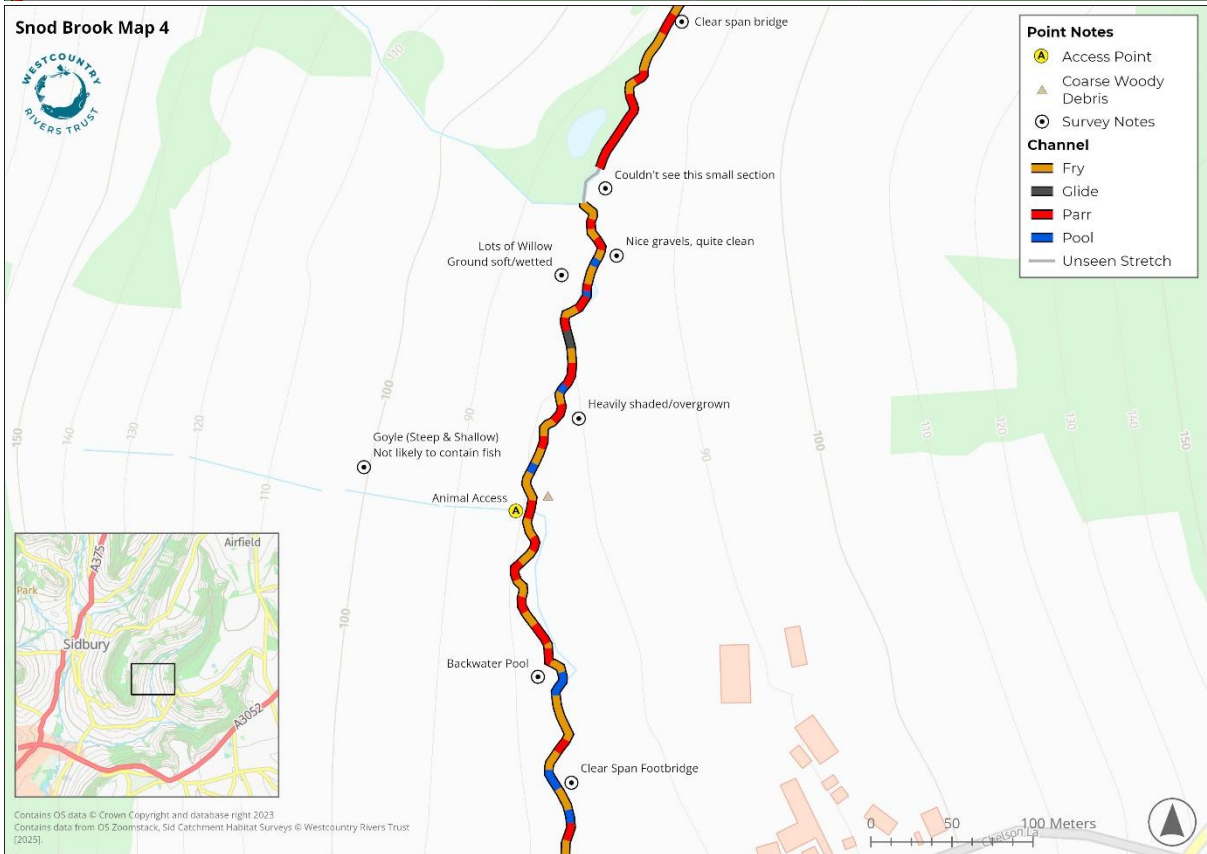 Snod Brook Map 4
WESTCOUNTRY
RIVERS TRUST
Clear span bridge
Point Notes
A Access Point
Coarse Woody
Debris
Survey Notes
Channel
Fry
Glide
Parr
Pool
Unseen Stretch
110
Couldn't see this small section
Nice gravels, quite clean
Lots of Willow
Ground soft/wetted
Heavily shaded/overgrown
Goyle (Steep & Shallow)
Not likely to contain fish
Animal Access
A
Backwater Pool
Clear Span Footbridge
150
140
130
120
110
100
90
100
90
100
110
120
130
140
150
Airfield
A375
Park
Sidbury
A3052
Contains OS data © Crown Copyright and database right 2023
Contains data from OS Zoomstack, Sid Catchment Habitat Surveys © Westcountry Rivers Trust
[2025].
0 50 100 Meters
Chelson La